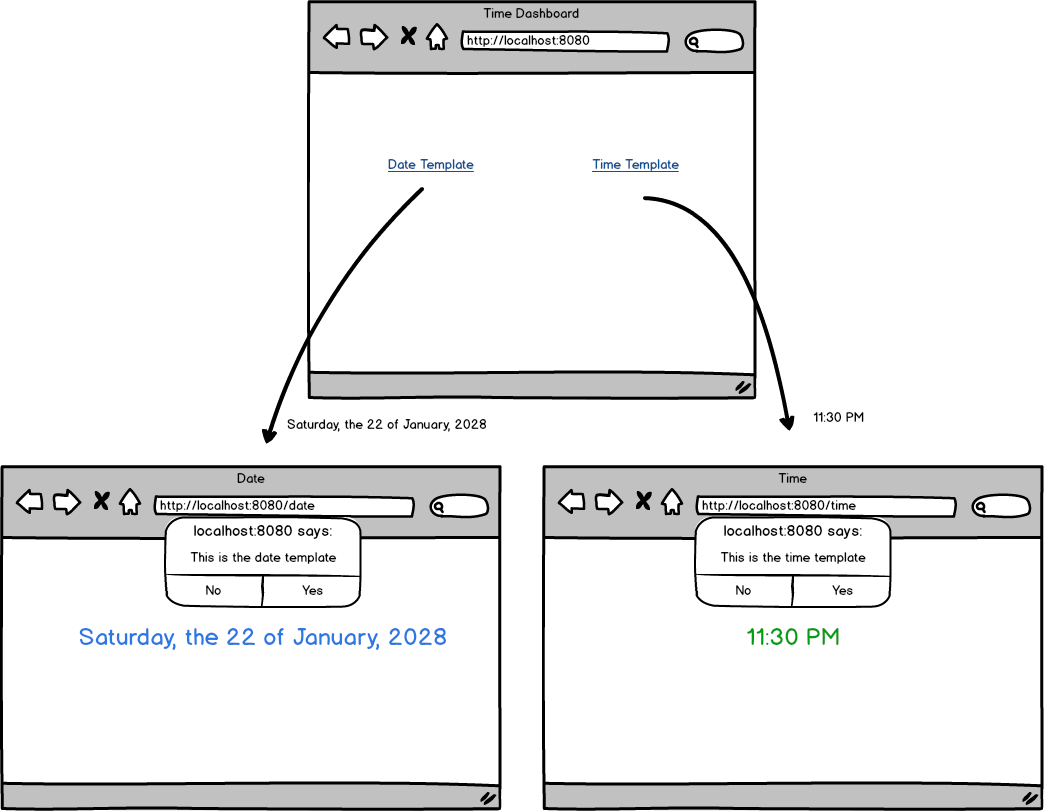 Time Dashboard
http://localhost:8080
Date Template
Time Template
Saturday, the 22 of January, 2028
11:30 PM
Date
http://localhost:8080/date
localhost:8080 says:
This is the date template
No
Yes
Saturday, the 22 of January, 2028
Time
http://localhost:8080/time
localhost:8080 says:
This is the time template
No
Yes
11:30 PM